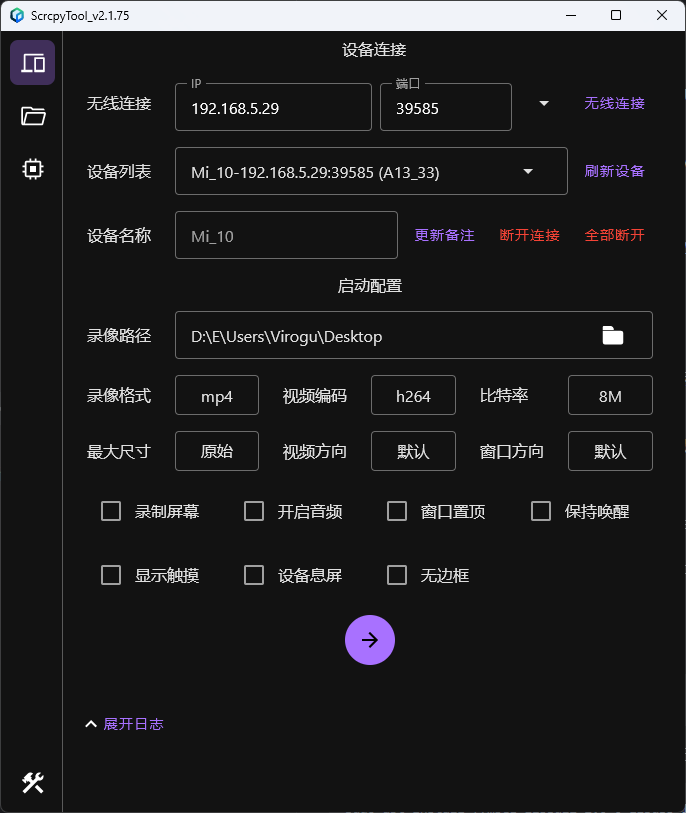 ScrcpyTool_v2.1.75
设备连接
无线连接 IP 192.168.5.29 端口 39585 无线连接
设备列表 Mi_10-192.168.5.29:39585 (A13_33) 刷新设备
设备名称 Mi_10 更新备注 断开连接 全部断开
启动配置
录像路径 D:\E\Users\Virogu\Desktop
录像格式 mp4 视频编码 h264 比特率 8M
最大尺寸 原始 视频方向 默认 窗口方向 默认
录制屏幕 开启音频 窗口置顶 保持唤醒
显示触摸 设备息屏 无边框
展开日志